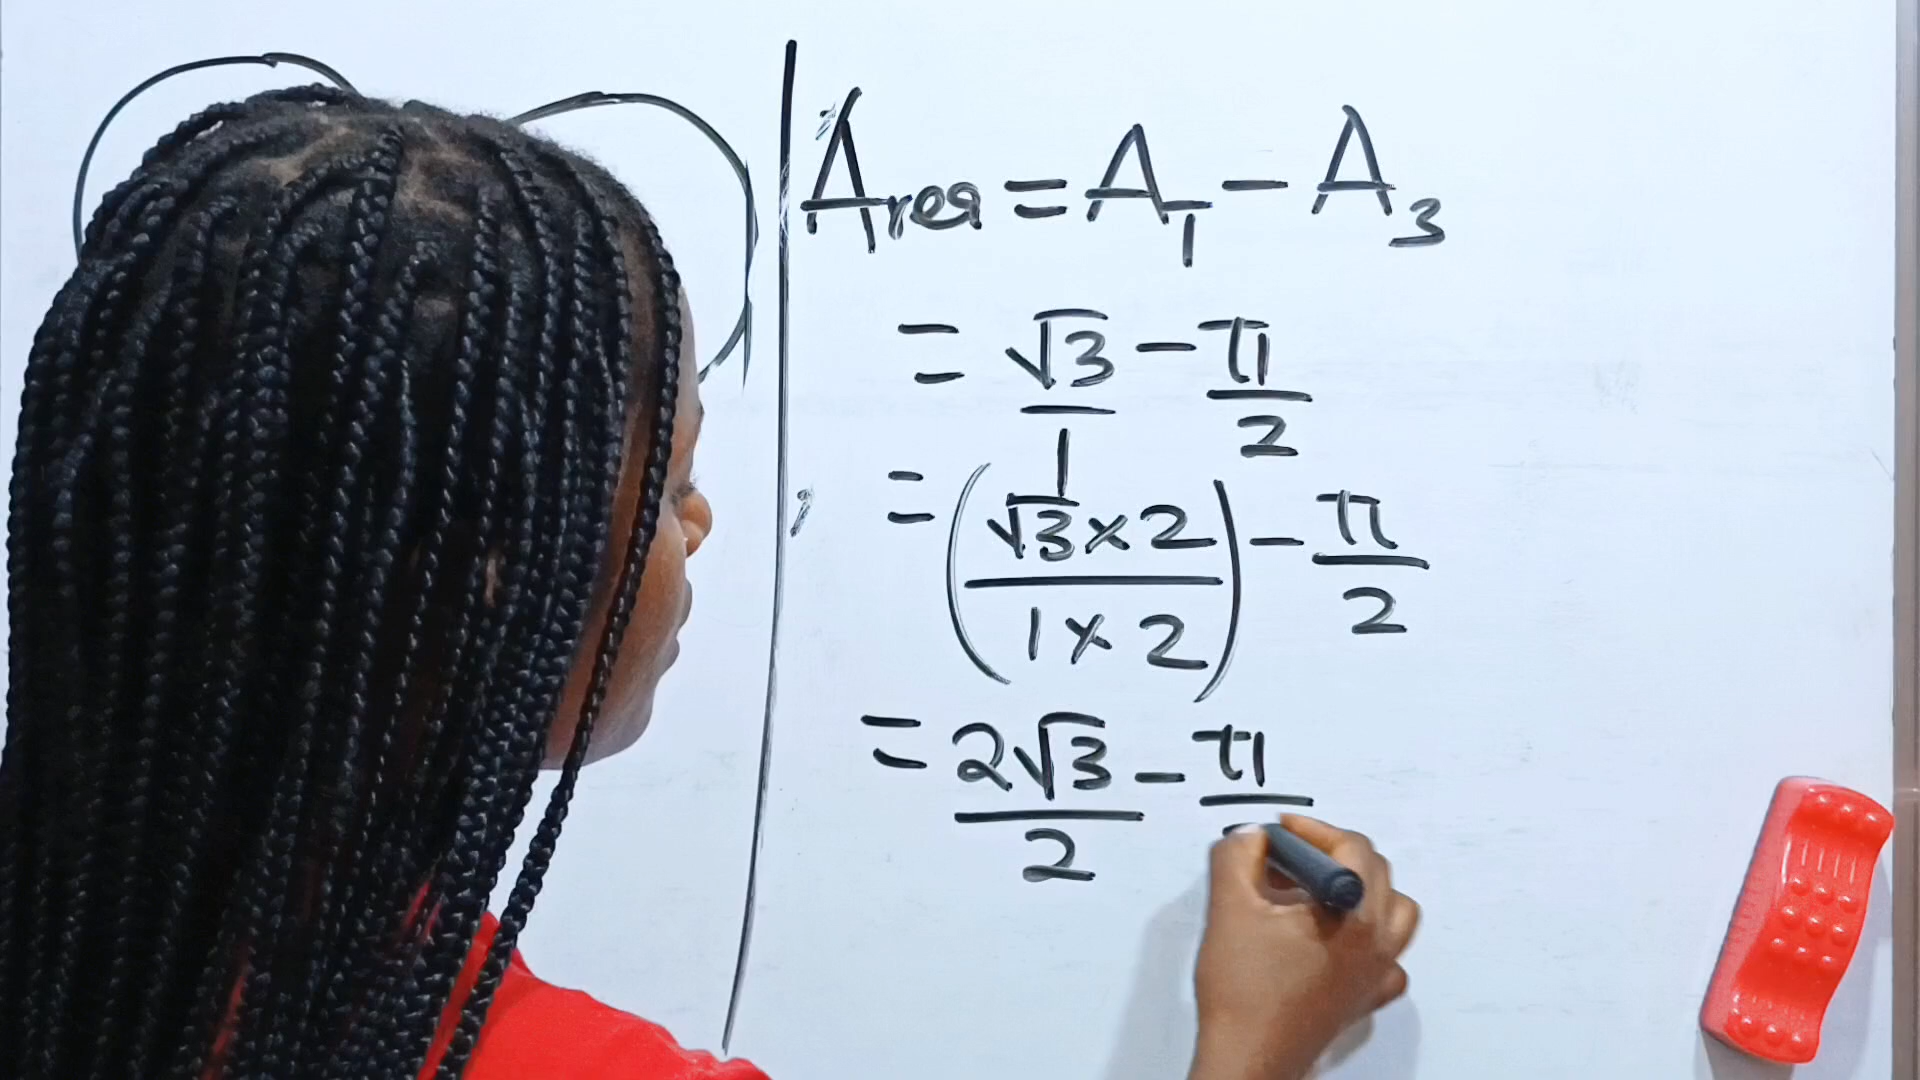 Area = A₁ - A₃
= √3/1 - π/2
= (√3×2/1×2) - π/2
= 2√3/2 - π/